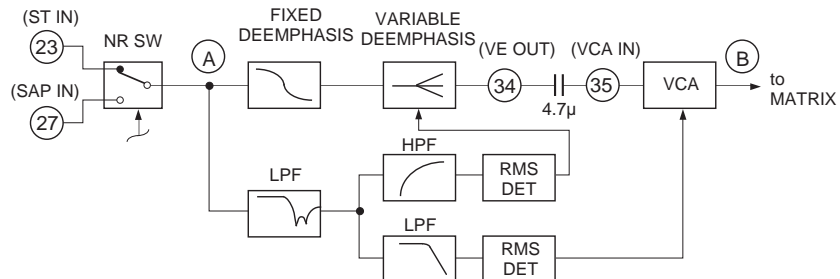 (ST IN)
23
NR SW
(SAP IN)
27
A
FIXED
DEEMPHASIS
VARIABLE
DEEMPHASIS
(VE OUT)
34
4.7μ
(VCA IN)
35
VCA
B
to
MATRIX
LPF
HPF
RMS
DET
LPF
RMS
DET